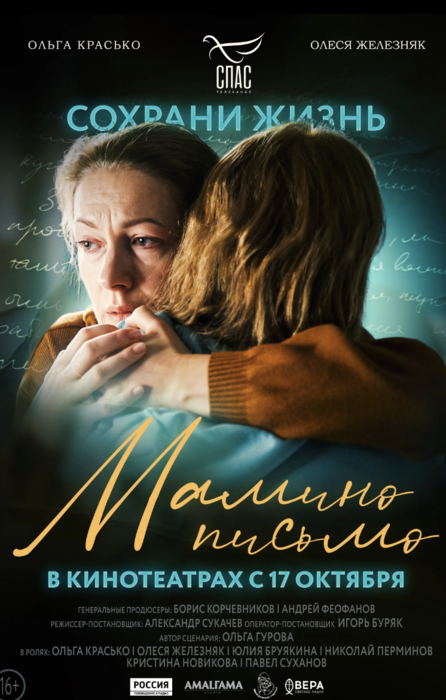 ОЛЬГА КРАСЬКО
ОЛЕСЯ ЖЕЛЕЗНЯК
СПАС
ТЕЛЕКАНАЛ
СОХРАНИ ЖИЗНЬ
Мамино
письмо
В КИНОТЕАТРАХ С 17 ОКТЯБРЯ
ГЕНЕРАЛЬНЫЕ ПРОДЮСЕРЫ: БОРИС КОРЧЕВНИКОВ | АНДРЕЙ ФЕОФАНОВ
РЕЖИССЕР-ПОСТАНОВЩИК: АЛЕКСАНДР СУКАЧЕВ ОПЕРАТОР-ПОСТАНОВЩИК: ИГОРЬ БУРЯК
АВТОР СЦЕНАРИЯ: ОЛЬГА ГУРОВА
В РОЛЯХ: ОЛЬГА КРАСЬКО | ОЛЕСЯ ЖЕЛЕЗНЯК | ЮЛИЯ БРУЯКИНА | НИКОЛАЙ ПЕРМИНОВ
КРИСТИНА НОВИКОВА | ПАВЕЛ СУХАНОВ
16+
РОССИЯ
АМАЛГАМА
ВЕРА